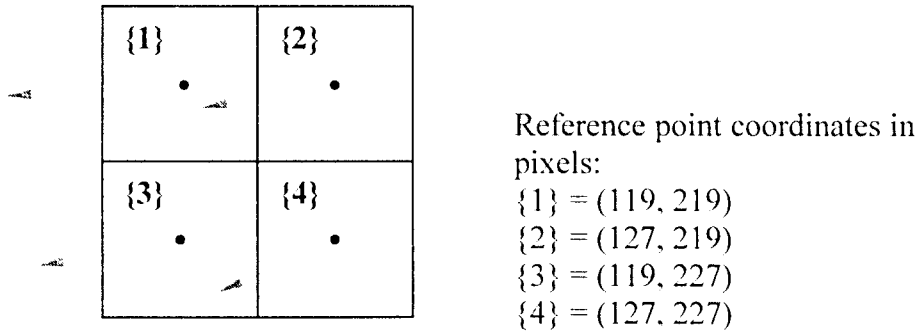 {1} {2}
{3} {4}
Reference point coordinates in
pixels:
{1} = (119, 219)
{2} = (127, 219)
{3} = (119, 227)
{4} = (127, 227)